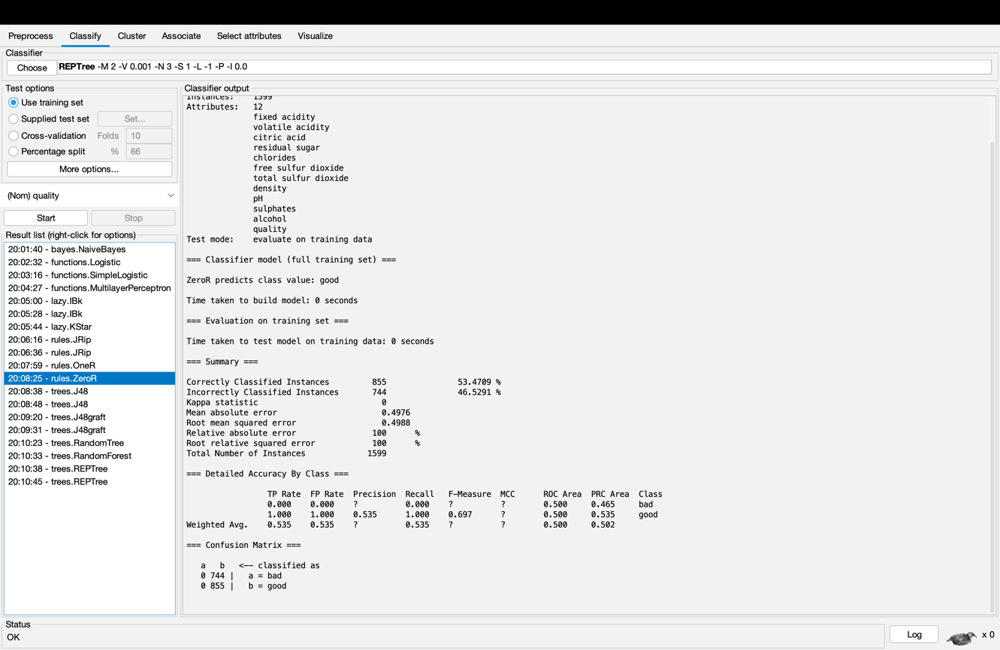 Preprocess Classify Cluster Associate Select attributes Visualize
Classifier
Choose REPTree -M 2 -V 0.001 -N 3 -S 1 -L -1 -P -I 0.0
Test options
Use training set
Supplied test set Set...
Cross-validation Folds 10
Percentage split % 66
More options...
(Nom) quality
Start Stop
Result list (right-click for options)
20:01:40 - bayes.NaiveBayes
20:02:32 - functions.Logistic
20:03:16 - functions.SimpleLogistic
20:04:27 - functions.MultilayerPerceptron
20:05:00 - lazy.IBk
20:05:28 - lazy.IBk
20:05:44 - lazy.KStar
20:06:16 - rules.JRip
20:06:36 - rules.JRip
20:07:59 - rules.OneR
20:08:25 - rules.ZeroR
20:08:38 - trees.J48
20:08:48 - trees.J48
20:09:20 - trees.J48graft
20:09:31 - trees.J48graft
20:10:23 - trees.RandomTree
20:10:33 - trees.RandomForest
20:10:38 - trees.REPTree
20:10:45 - trees.REPTree
Classifier output
Instances: 1599
Attributes: 12
fixed acidity
volatile acidity
citric acid
residual sugar
chlorides
free sulfur dioxide
total sulfur dioxide
density
pH
sulphates
alcohol
quality
Test mode: evaluate on training data
=== Classifier model (full training set) ===
ZeroR predicts class value: good
Time taken to build model: 0 seconds
=== Evaluation on training set ===
Time taken to test model on training data: 0 seconds
=== Summary ===
Correctly Classified Instances 855 53.4709 %
Incorrectly Classified Instances 744 46.5291 %
Kappa statistic 0
Mean absolute error 0.4976
Root mean squared error 0.4988
Relative absolute error 100 %
Root relative squared error 100 %
Total Number of Instances 1599
=== Detailed Accuracy By Class ===
TP Rate FP Rate Precision Recall F-Measure MCC ROC Area PRC Area Class
0.000 0.000 ? 0.000 ? ? 0.500 0.465 bad
1.000 1.000 0.535 1.000 0.697 ? 0.500 0.535 good
Weighted Avg. 0.535 0.535 ? 0.535 ? ? 0.500 0.502
=== Confusion Matrix ===
a b <-- classified as
0 744 | a = bad
0 855 | b = good
Status
OK
Log x 0